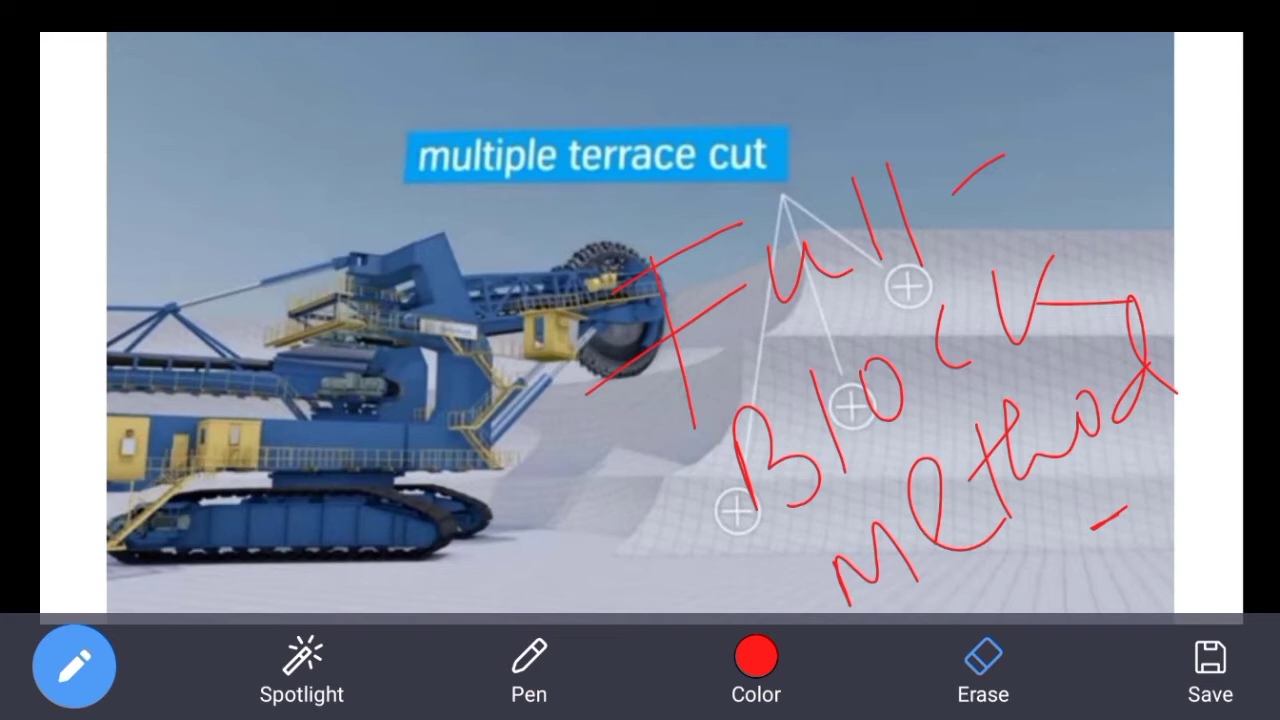 multiple terrace cut
Full-
Block
Method
Spotlight
Pen
Color
Erase
Save